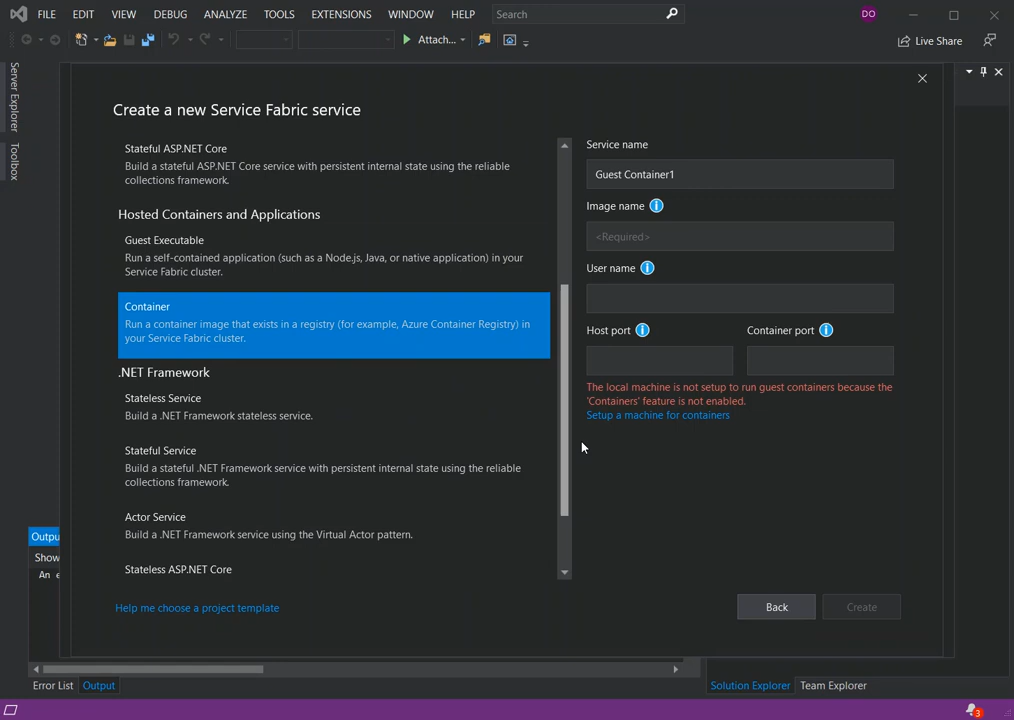 FILE EDIT VIEW DEBUG ANALYZE TOOLS EXTENSIONS WINDOW HELP Search DO
Attach...
Live Share
Server Explorer
Toolbox
Create a new Service Fabric service
Stateful ASP.NET Core
Build a stateful ASP.NET Core service with persistent internal state using the reliable
collections framework.
Hosted Containers and Applications
Guest Executable
Run a self-contained application (such as a Node.js, Java, or native application) in your
Service Fabric cluster.
Container
Run a container image that exists in a registry (for example, Azure Container Registry) in
your Service Fabric cluster.
.NET Framework
Stateless Service
Build a .NET Framework stateless service.
Stateful Service
Build a stateful .NET Framework service with persistent internal state using the reliable
collections framework.
Actor Service
Build a .NET Framework service using the Virtual Actor pattern.
Stateless ASP.NET Core
Help me choose a project template
Service name
Guest Container1
Image name
<Required>
User name
Host port Container port
The local machine is not setup to run guest containers because the
'Containers' feature is not enabled.
Setup a machine for containers
Back Create
Outpu
Show
An e
Error List Output
Solution Explorer Team Explorer
3